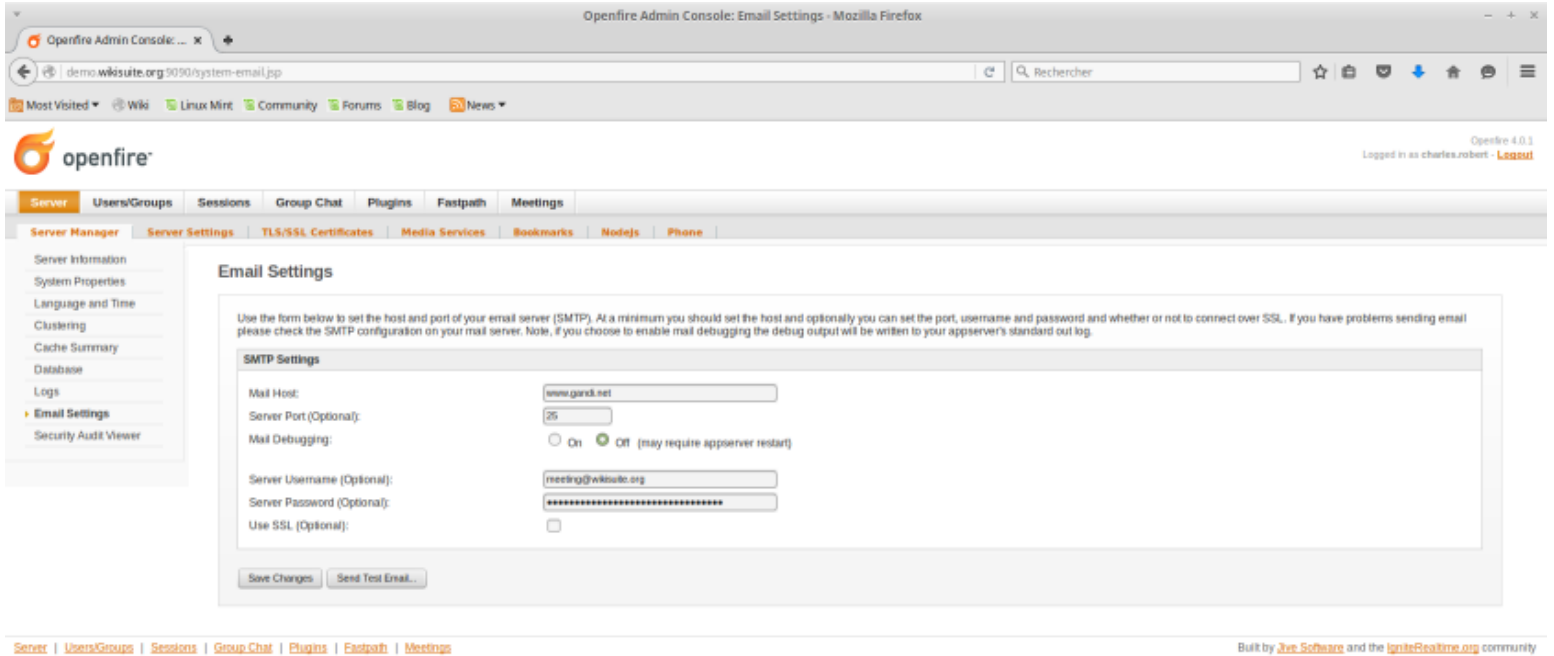 Openfire Admin Console: Email Settings - Mozilla Firefox
Openfire Admin Console: ...
demo.wikisuite.org:9090/system-email.jsp
Rechercher
Most Visited Wiki Linux Mint Community Forums Blog News
openfire
Openfire 4.0.1
Logged in as charles.robert - Logout
Server Users/Groups Sessions Group Chat Plugins Fastpath Meetings
Server Manager Server Settings TLS/SSL Certificates Media Services Bookmarks NodeJs Phone
Server Information
System Properties
Language and Time
Clustering
Cache Summary
Database
Logs
Email Settings
Security Audit Viewer
Email Settings
Use the form below to set the host and port of your email server (SMTP). At a minimum you should set the host and optionally you can set the port, username and password and whether or not to connect over SSL. If you have problems sending email
please check the SMTP configuration on your mail server. Note, if you choose to enable mail debugging the debug output will be written to your appserver's standard out log.
SMTP Settings
Mail Host: www.gandi.net
Server Port (Optional): 25
Mail Debugging: On Off (may require appserver restart)
Server Username (Optional): meeting@wikisuite.org
Server Password (Optional): ••••••••••••••••••••••••••••••••
Use SSL (Optional):
Save Changes Send Test Email...
Server | Users/Groups | Sessions | Group Chat | Plugins | Fastpath | Meetings
Built by Jive Software and the IgniteRealtime.org community